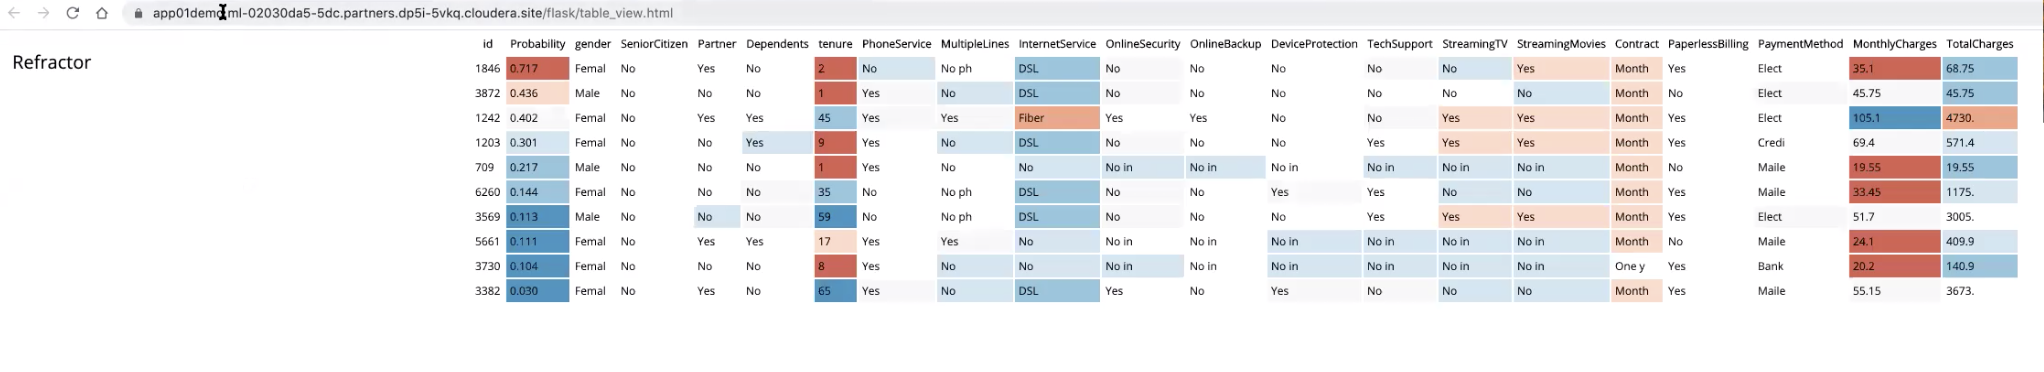 app01demo.ml-02030da5-5dc.partners.dp5i-5vkq.cloudera.site/flask/table_view.html
Refractor
id Probability gender SeniorCitizen Partner Dependents tenure PhoneService MultipleLines InternetService OnlineSecurity OnlineBackup DeviceProtection TechSupport StreamingTV StreamingMovies Contract PaperlessBilling PaymentMethod MonthlyCharges TotalCharges
1846 0.717 Femal No Yes No 2 No No ph DSL No No No No No Yes Month Yes Elect 35.1 68.75
3872 0.436 Male No No No 1 Yes No DSL No No No No No No Month No Elect 45.75 45.75
1242 0.402 Femal No Yes Yes 45 Yes Yes Fiber Yes Yes No No Yes Yes Month Yes Elect 105.1 4730.
1203 0.301 Femal No No Yes 9 Yes No DSL No No No Yes Yes Yes Month Yes Credi 69.4 571.4
709 0.217 Male No No No 1 Yes No No No in No in No in No in No in No in Month No Maile 19.55 19.55
6260 0.144 Femal No No No 35 No No ph DSL No No Yes Yes No No Month Yes Maile 33.45 1175.
3569 0.113 Male No No No 59 No No ph DSL No No No Yes Yes Yes Month Yes Elect 51.7 3005.
5661 0.111 Femal No Yes Yes 17 Yes Yes No No in No in No in No in No in No in Month No Maile 24.1 409.9
3730 0.104 Femal No No No 8 Yes No No No in No in No in No in No in No in One y Yes Bank 20.2 140.9
3382 0.030 Femal No Yes No 65 Yes No DSL Yes No Yes No No No Month Yes Maile 55.15 3673.